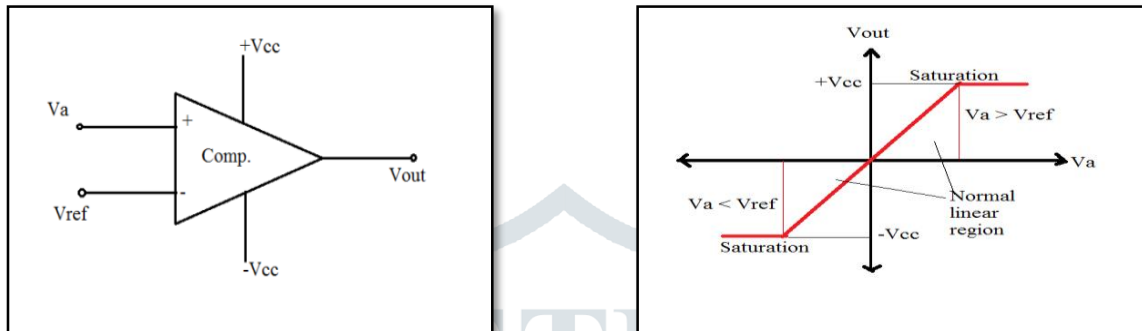 +Vcc
Va
+
Comp.
Vout
-
Vref
-Vcc
Vout
Saturation
+Vcc
Va > Vref
Va
Va < Vref
Normal
linear
region
-Vcc
Saturation